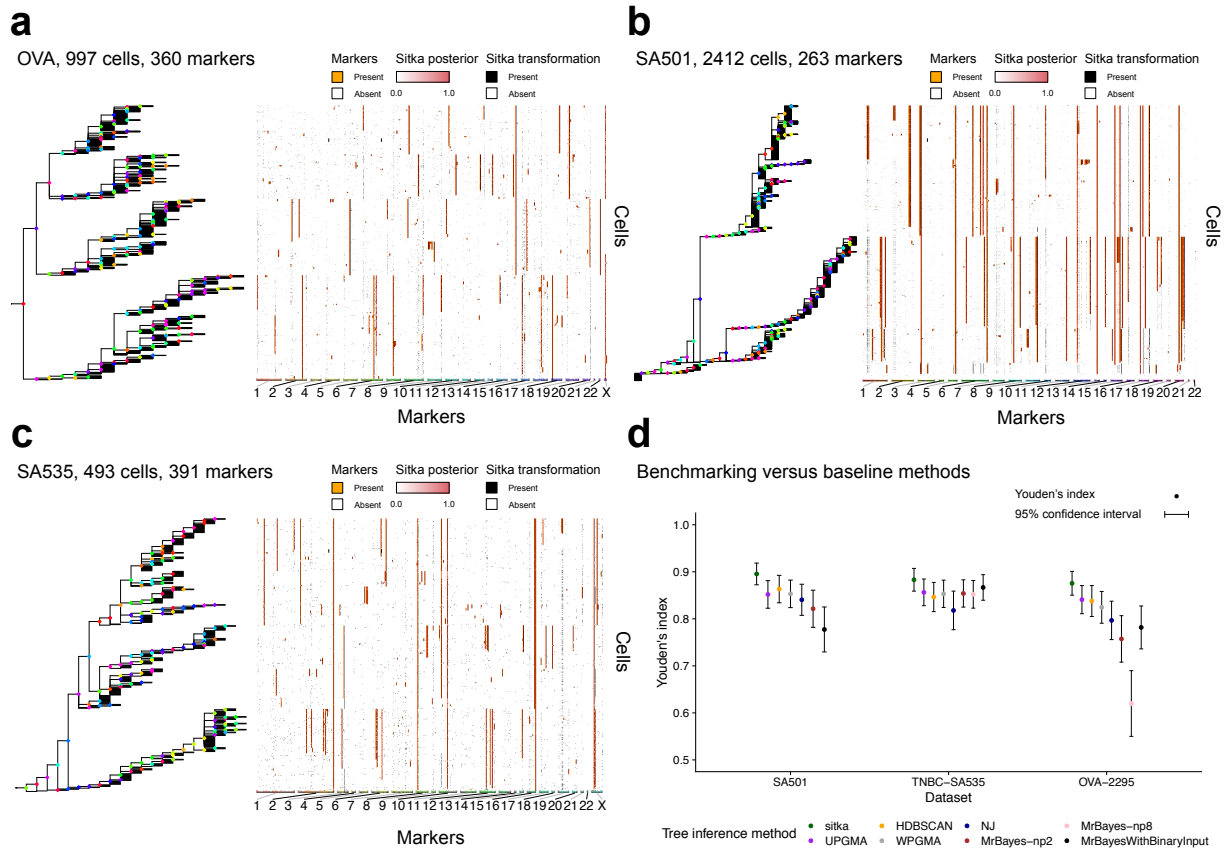 a
OVA, 997 cells, 360 markers
Markers
Sitka posterior
Sitka transformation
Present
Absent
0.0
1.0
Present
Absent
Cells
1 2 3 4 5 6 7 8 9 10 11 12 13 14 15 16 17 18 19 20 21 22 X
Markers
b
SA501, 2412 cells, 263 markers
Markers
Sitka posterior
Sitka transformation
Present
Absent
0.0
1.0
Present
Absent
Cells
1 2 3 4 6 7 8 9 10 11 12 13 14 15 16 17 18 19 20 21 22
Markers
c
SA535, 493 cells, 391 markers
Markers
Sitka posterior
Sitka transformation
Present
Absent
0.0
1.0
Present
Absent
Cells
1 2 3 4 6 7 8 9 10 11 12 13 14 15 16 17 18 19 20 21 X
Markers
d
Benchmarking versus baseline methods
Youden's index
95% confidence interval
Youden's index
1.0
0.9
0.8
0.7
0.6
0.5
SA501
TNBC−SA535
OVA−2295
Dataset
Tree inference method
sitka
HDBSCAN
NJ
MrBayes−np8
UPGMA
WPGMA
MrBayes−np2
MrBayesWithBinaryInput